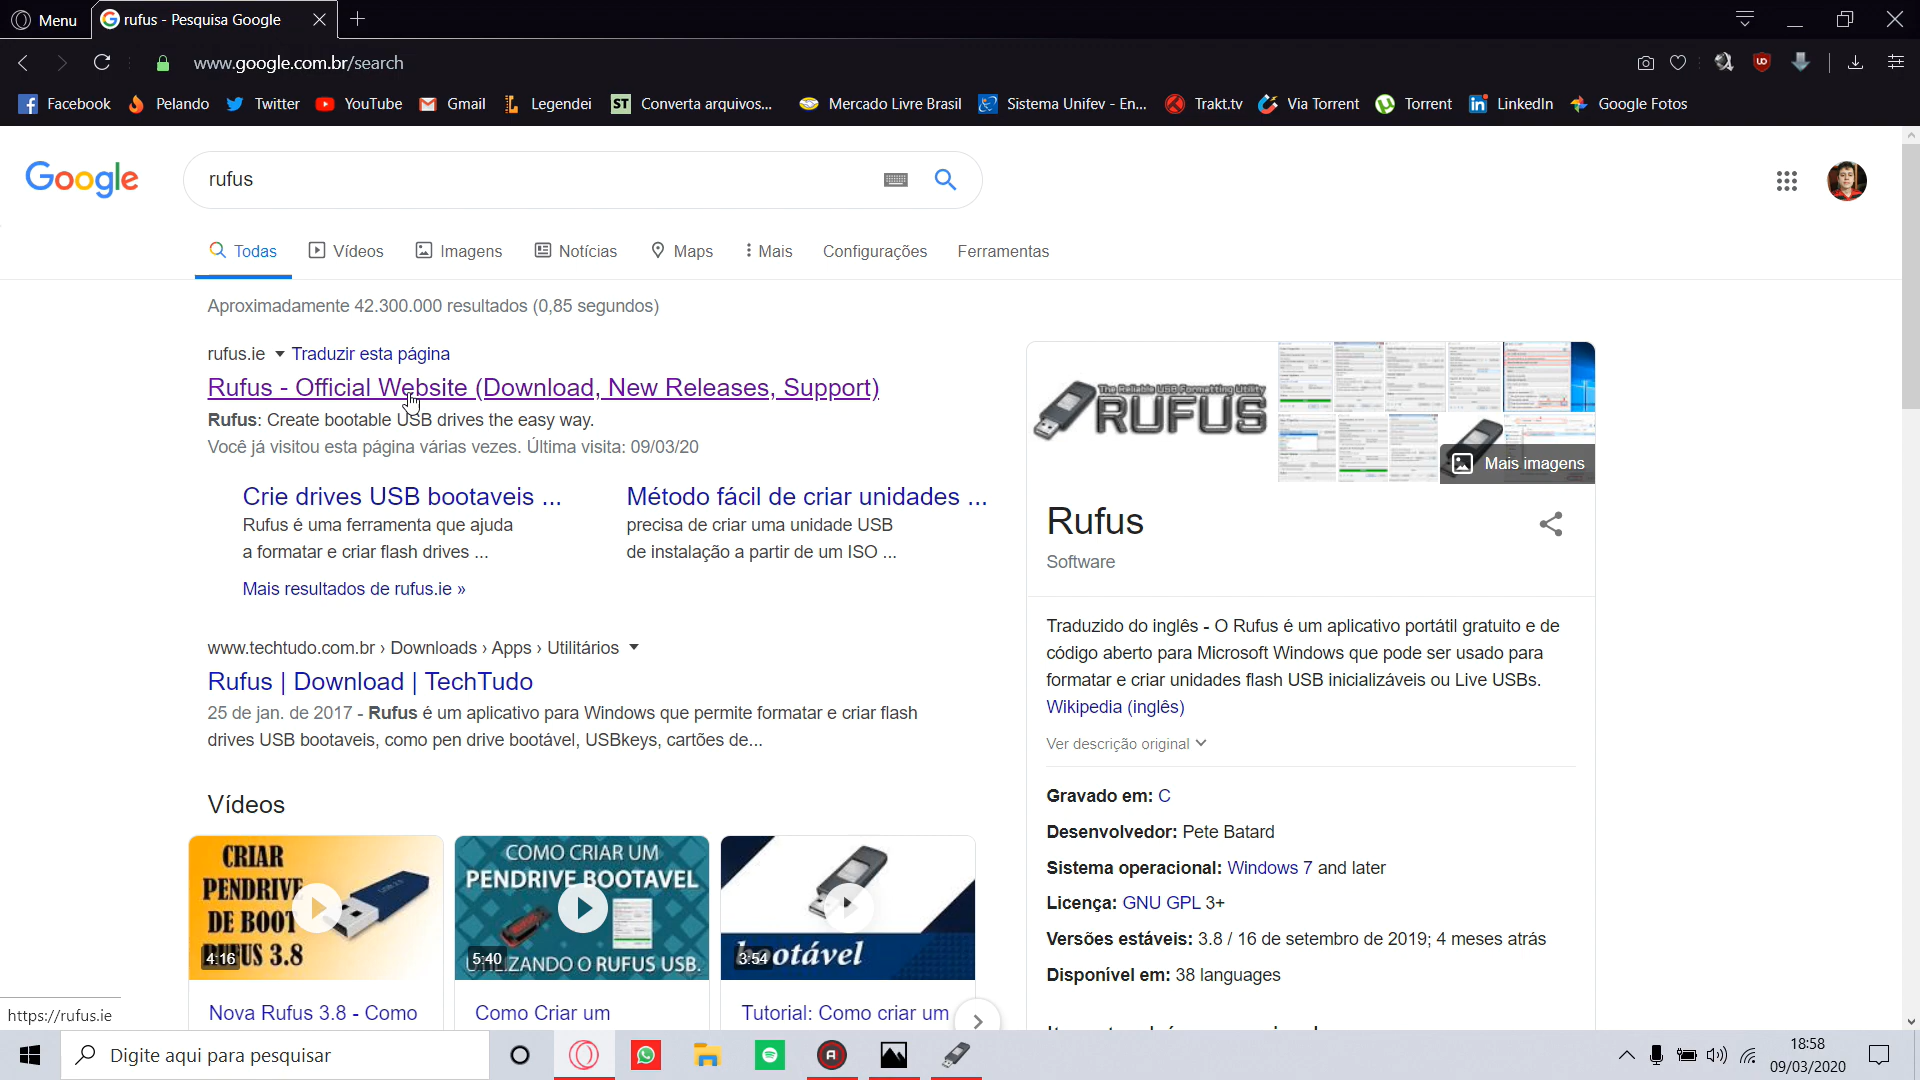 Menu
rufus - Pesquisa Google
www.google.com.br/search
Facebook Pelando Twitter YouTube Gmail Legendei Converta arquivos... Mercado Livre Brasil Sistema Unifev - En... Trakt.tv Via Torrent Torrent LinkedIn Google Fotos
Google
rufus
Todas Vídeos Imagens Notícias Maps Mais Configurações Ferramentas
Aproximadamente 42.300.000 resultados (0,85 segundos)
rufus.ie Traduzir esta página
Rufus - Official Website (Download, New Releases, Support)
Rufus: Create bootable USB drives the easy way.
Você já visitou esta página várias vezes. Última visita: 09/03/20
Crie drives USB bootaveis ...
Rufus é uma ferramenta que ajuda
a formatar e criar flash drives ...
Método fácil de criar unidades ...
precisa de criar uma unidade USB
de instalação a partir de um ISO ...
Mais resultados de rufus.ie »
www.techtudo.com.br › Downloads › Apps › Utilitários
Rufus | Download | TechTudo
25 de jan. de 2017 - Rufus é um aplicativo para Windows que permite formatar e criar flash
drives USB bootaveis, como pen drive bootável, USBkeys, cartões de...
Vídeos
CRIAR
PENDRIVE
DE BOOT
RUFUS 3.8
4:16
Nova Rufus 3.8 - Como
COMO CRIAR UM
PENDRIVE BOOTAVEL
UTILIZANDO O RUFUS USB.
5:40
Como Criar um
bootável
3:54
Tutorial: Como criar um
The Reliable USB Formatting Utility
RUFUS
Mais imagens
Rufus
Software
Traduzido do inglês - O Rufus é um aplicativo portátil gratuito e de
código aberto para Microsoft Windows que pode ser usado para
formatar e criar unidades flash USB inicializáveis ou Live USBs.
Wikipedia (inglês)
Ver descrição original
Gravado em: C
Desenvolvedor: Pete Batard
Sistema operacional: Windows 7 and later
Licença: GNU GPL 3+
Versões estáveis: 3.8 / 16 de setembro de 2019; 4 meses atrás
Disponível em: 38 languages
https://rufus.ie
Digite aqui para pesquisar
18:58
09/03/2020